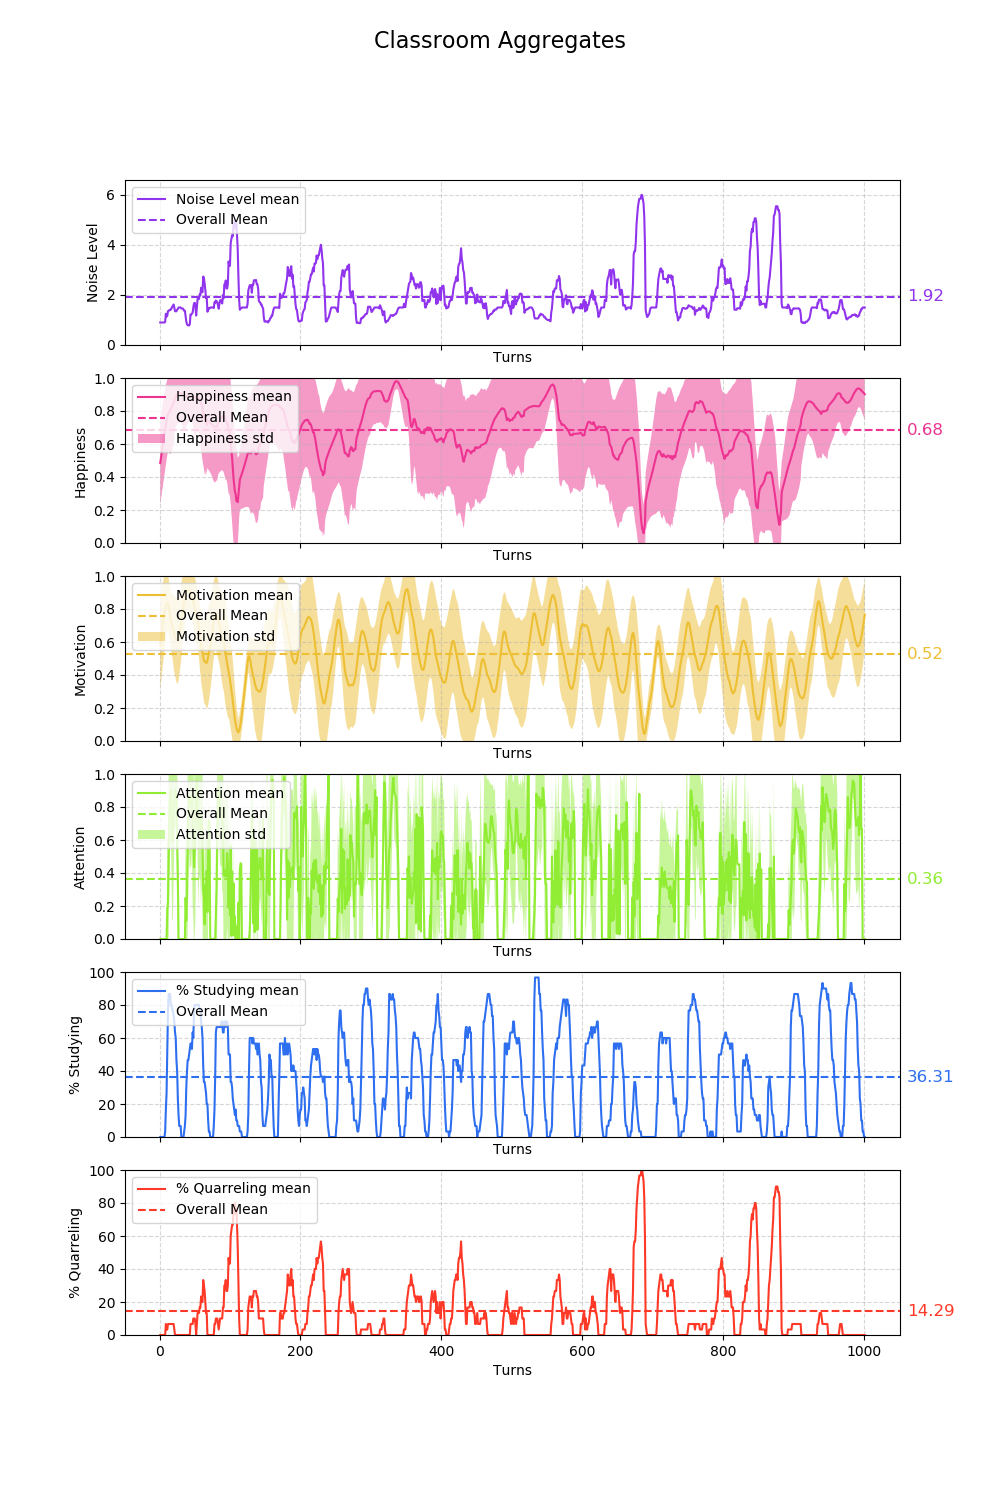 Classroom Aggregates
Noise Level
6
4
2
0
Noise Level mean
Overall Mean
1.92
Turns
Happiness
1.0
0.8
0.6
0.4
0.2
0.0
Happiness mean
Overall Mean
Happiness std
0.68
Turns
Motivation
1.0
0.8
0.6
0.4
0.2
0.0
Motivation mean
Overall Mean
Motivation std
0.52
Turns
Attention
1.0
0.8
0.6
0.4
0.2
0.0
Attention mean
Overall Mean
Attention std
0.36
Turns
% Studying
100
80
60
40
20
0
% Studying mean
Overall Mean
36.31
Turns
% Quarreling
100
80
60
40
20
0
% Quarreling mean
Overall Mean
14.29
0 200 400 600 800 1000
Turns